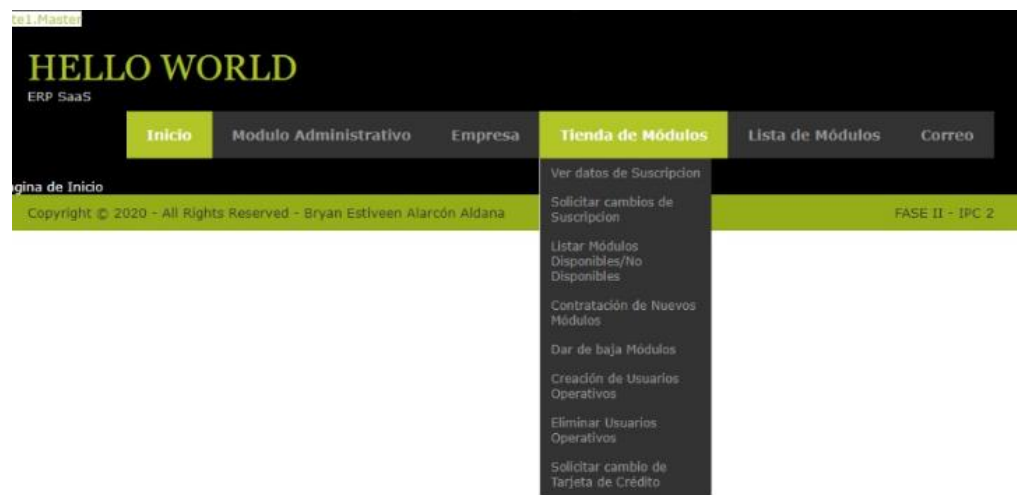 te1.Master
HELLO WORLD
ERP SaaS
Inicio Modulo Administrativo Empresa Tienda de Módulos Lista de Módulos Correo
Ver datos de Suscripcion
gina de Inicio
Copyright © 2020 - All Rights Reserved - Bryan Estiveen Alarcón Aldana
FASE II - IPC 2
Solicitar cambios de
Suscripcion
Listar Módulos
Disponibles/No
Disponibles
Contratación de Nuevos
Módulos
Dar de baja Módulos
Creación de Usuarios
Operativos
Eliminar Usuarios
Operativos
Solicitar cambio de
Tarjeta de Crédito